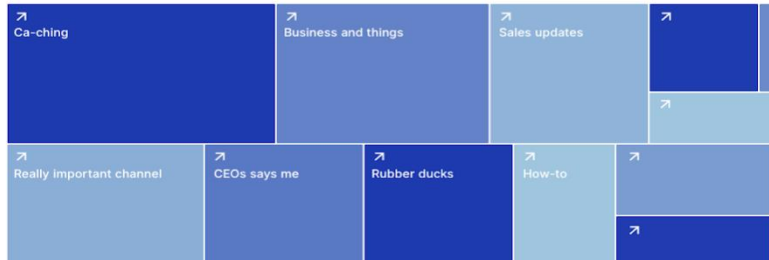 Ca-ching
Business and things
Sales updates
Really important channel
CEOs says me
Rubber ducks
How-to